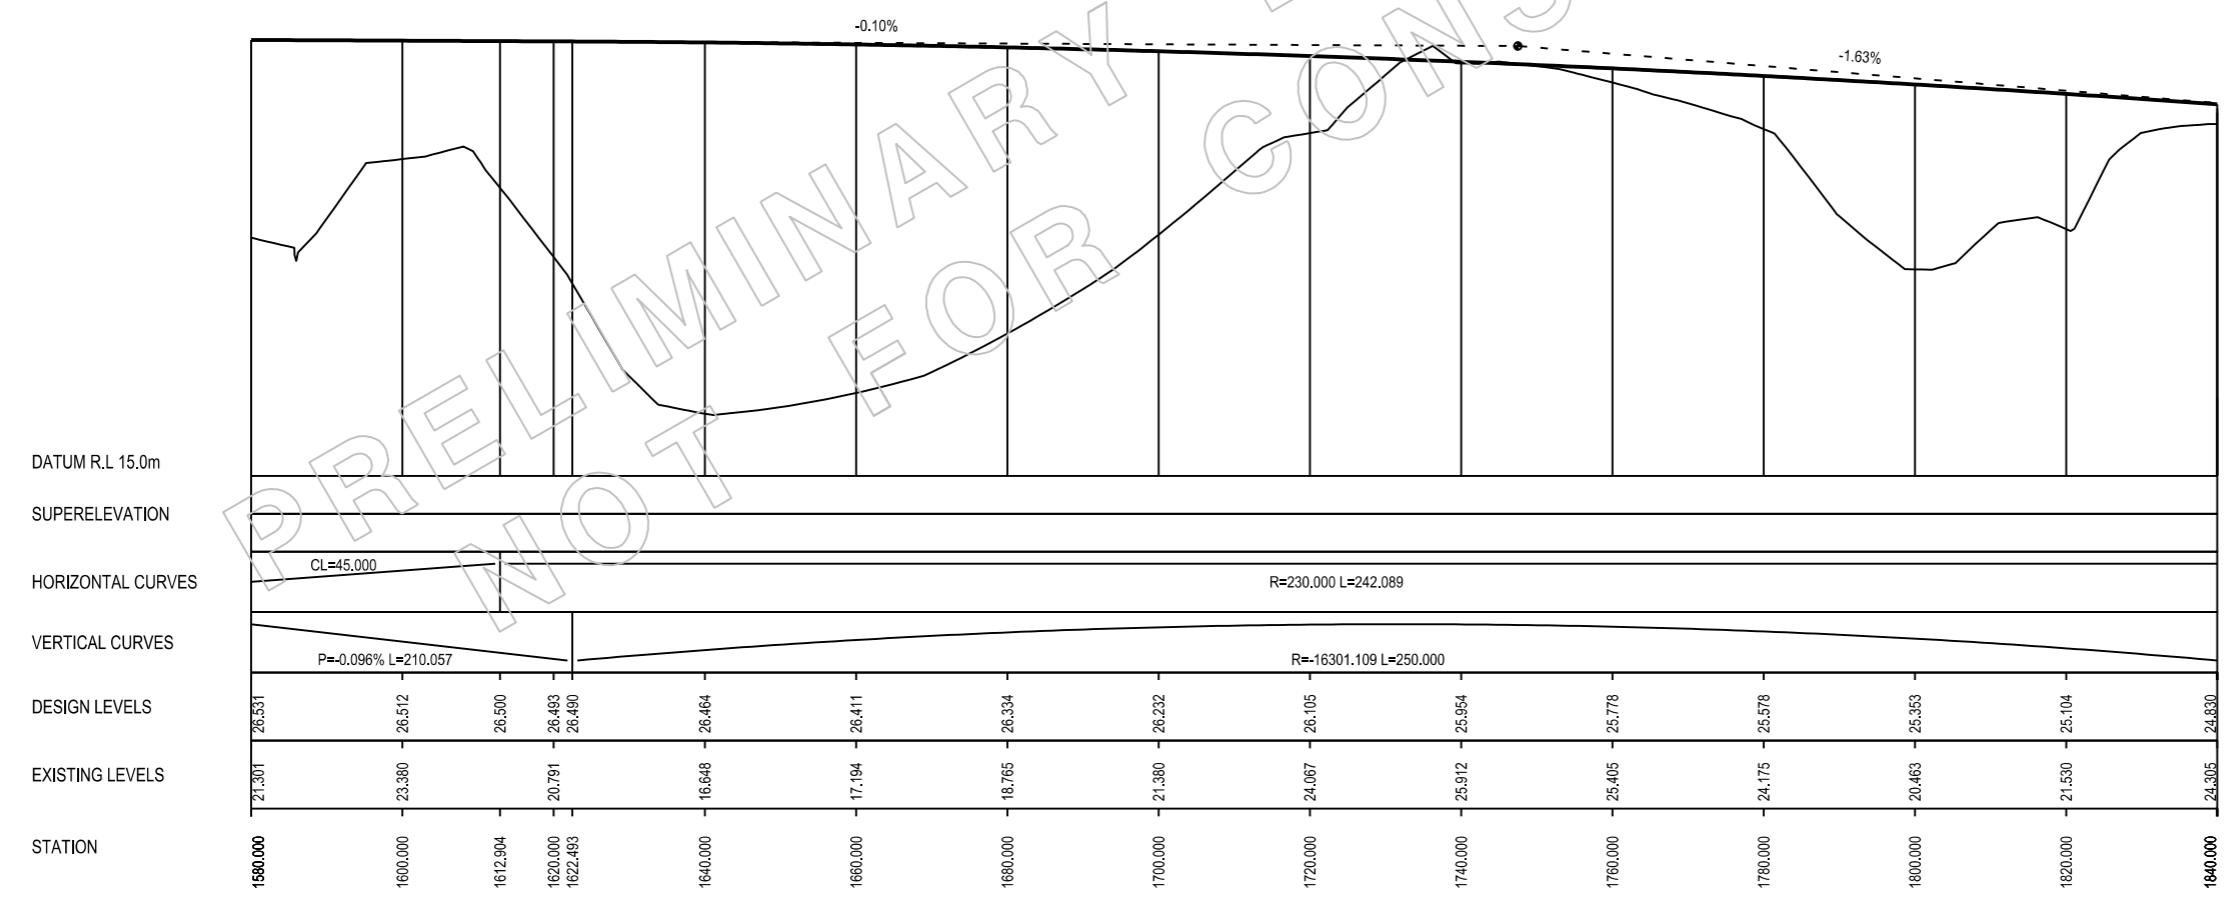 -0.10%
-1.63%
PRELIMINARY
NOT FOR CONS
DATUM R.L 15.0m
SUPERELEVATION
HORIZONTAL CURVES CL=45.000 R=230.000 L=242.089
VERTICAL CURVES P=-0.096% L=210.057 R=-16301.109 L=250.000
DESIGN LEVELS 26.531 26.512 26.500 26.493 26.490 26.464 26.411 26.334 26.232 26.105 25.954 25.778 25.578 25.353 25.104 24.830
EXISTING LEVELS 21.301 23.380 20.791 16.648 17.194 18.765 21.380 24.067 25.912 25.405 24.175 20.463 21.530 24.305
STATION 1580.000 1600.000 1612.904 1620.000 1622.493 1640.000 1660.000 1680.000 1700.000 1720.000 1740.000 1760.000 1780.000 1800.000 1820.000 1840.000